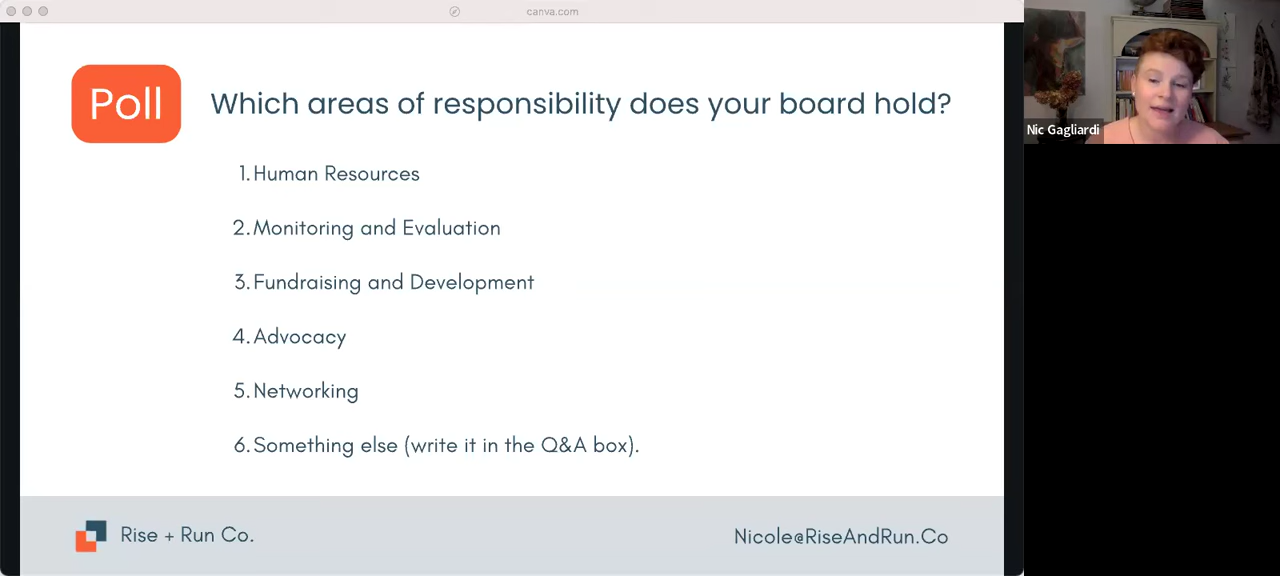 canva.com
Poll
Which areas of responsibility does your board hold?
1. Human Resources
2. Monitoring and Evaluation
3. Fundraising and Development
4. Advocacy
5. Networking
6. Something else (write it in the Q&A box).
Rise + Run Co.
Nicole@RiseAndRun.Co
Nic Gagliardi